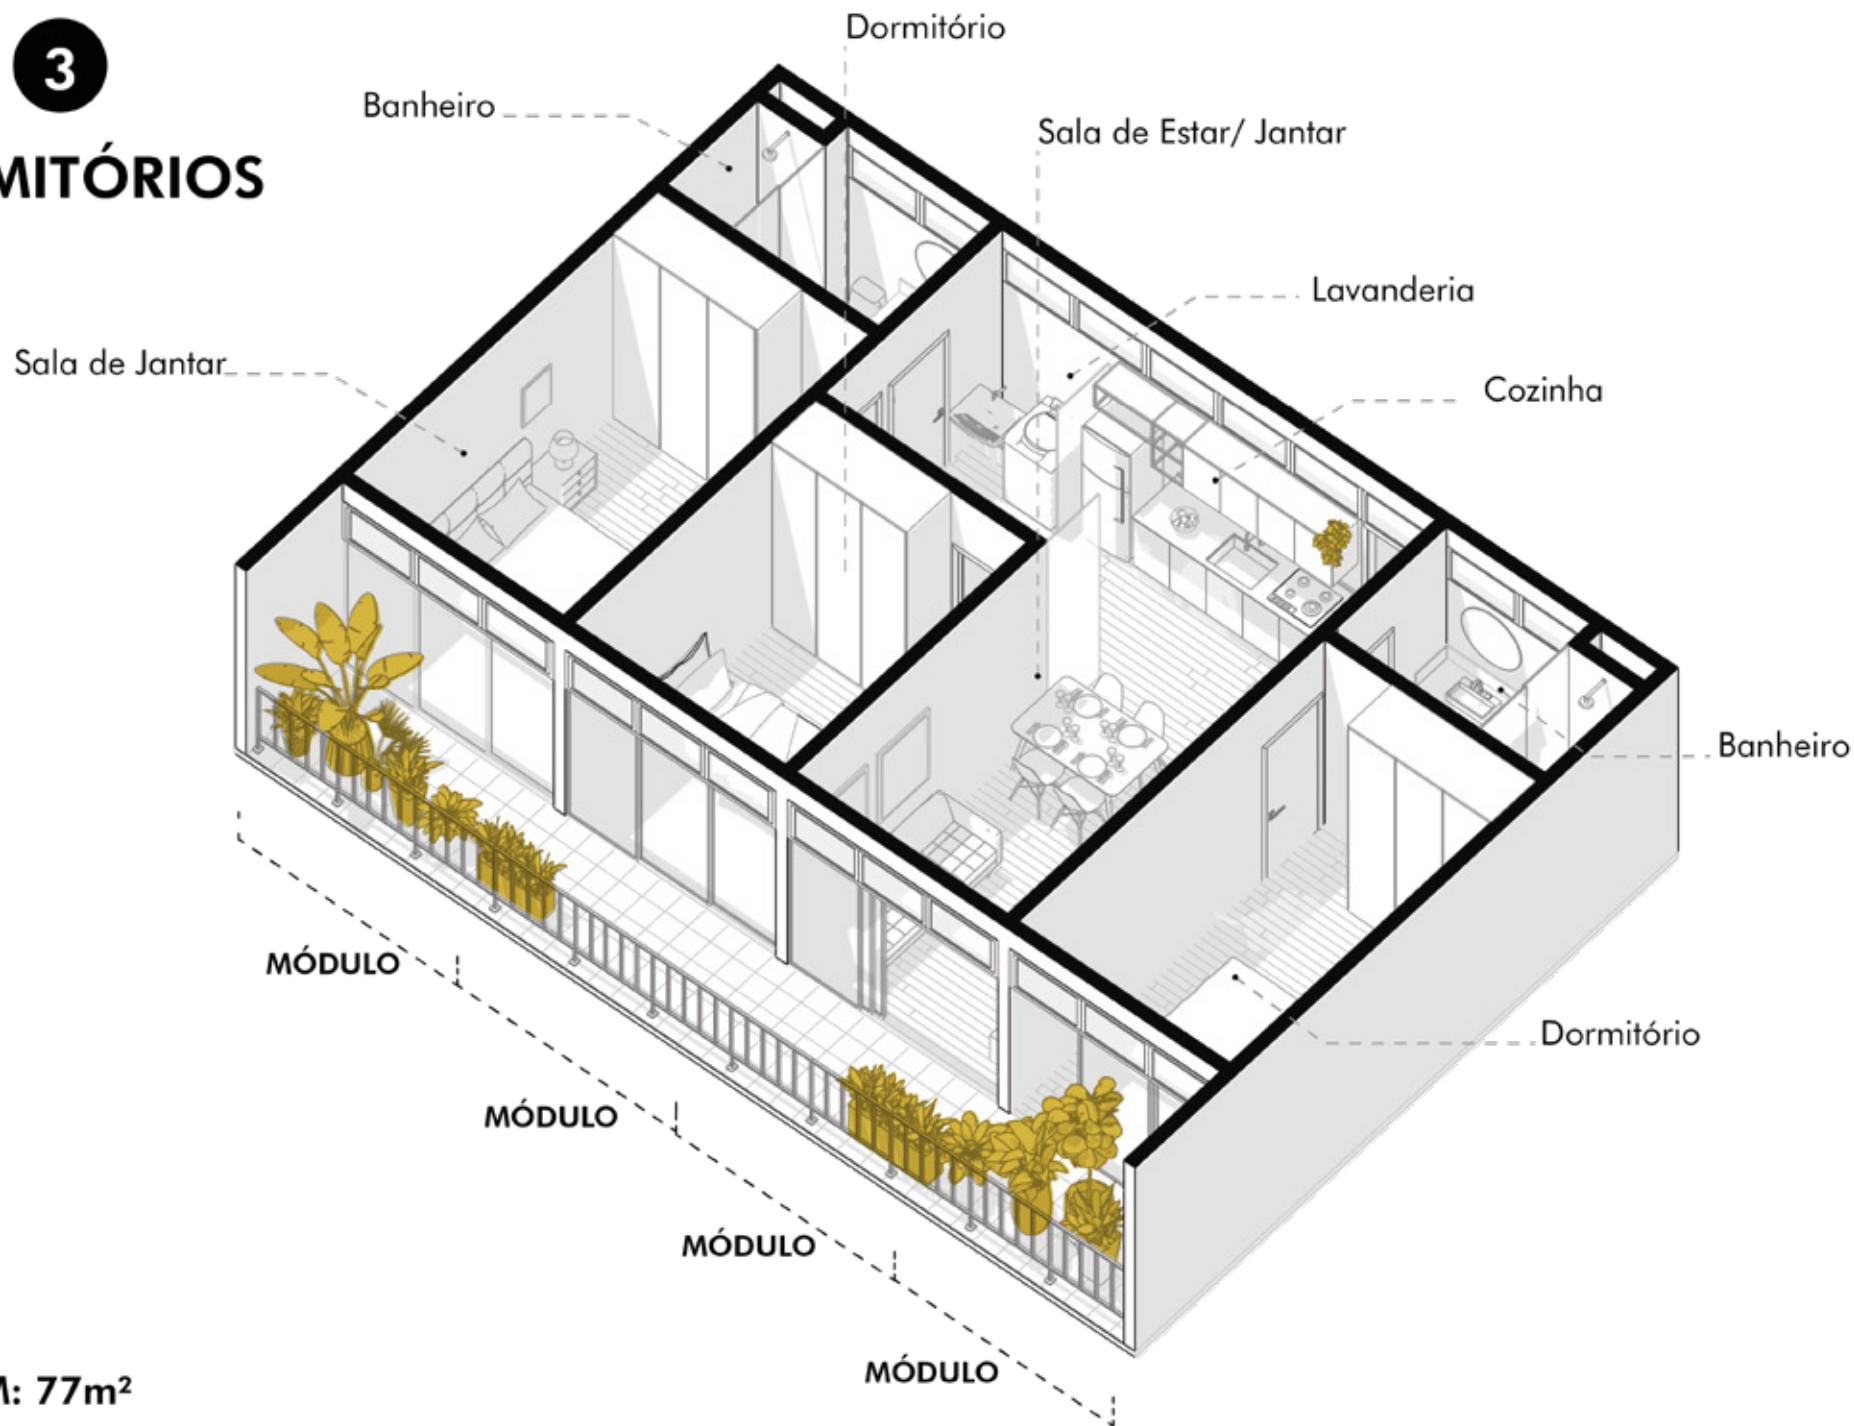 3
MITÓRIOS
Dormitório
Banheiro
Sala de Estar/ Jantar
Lavanderia
Sala de Jantar
Cozinha
Banheiro
Dormitório
MÓDULO
MÓDULO
MÓDULO
MÓDULO
: 77m²